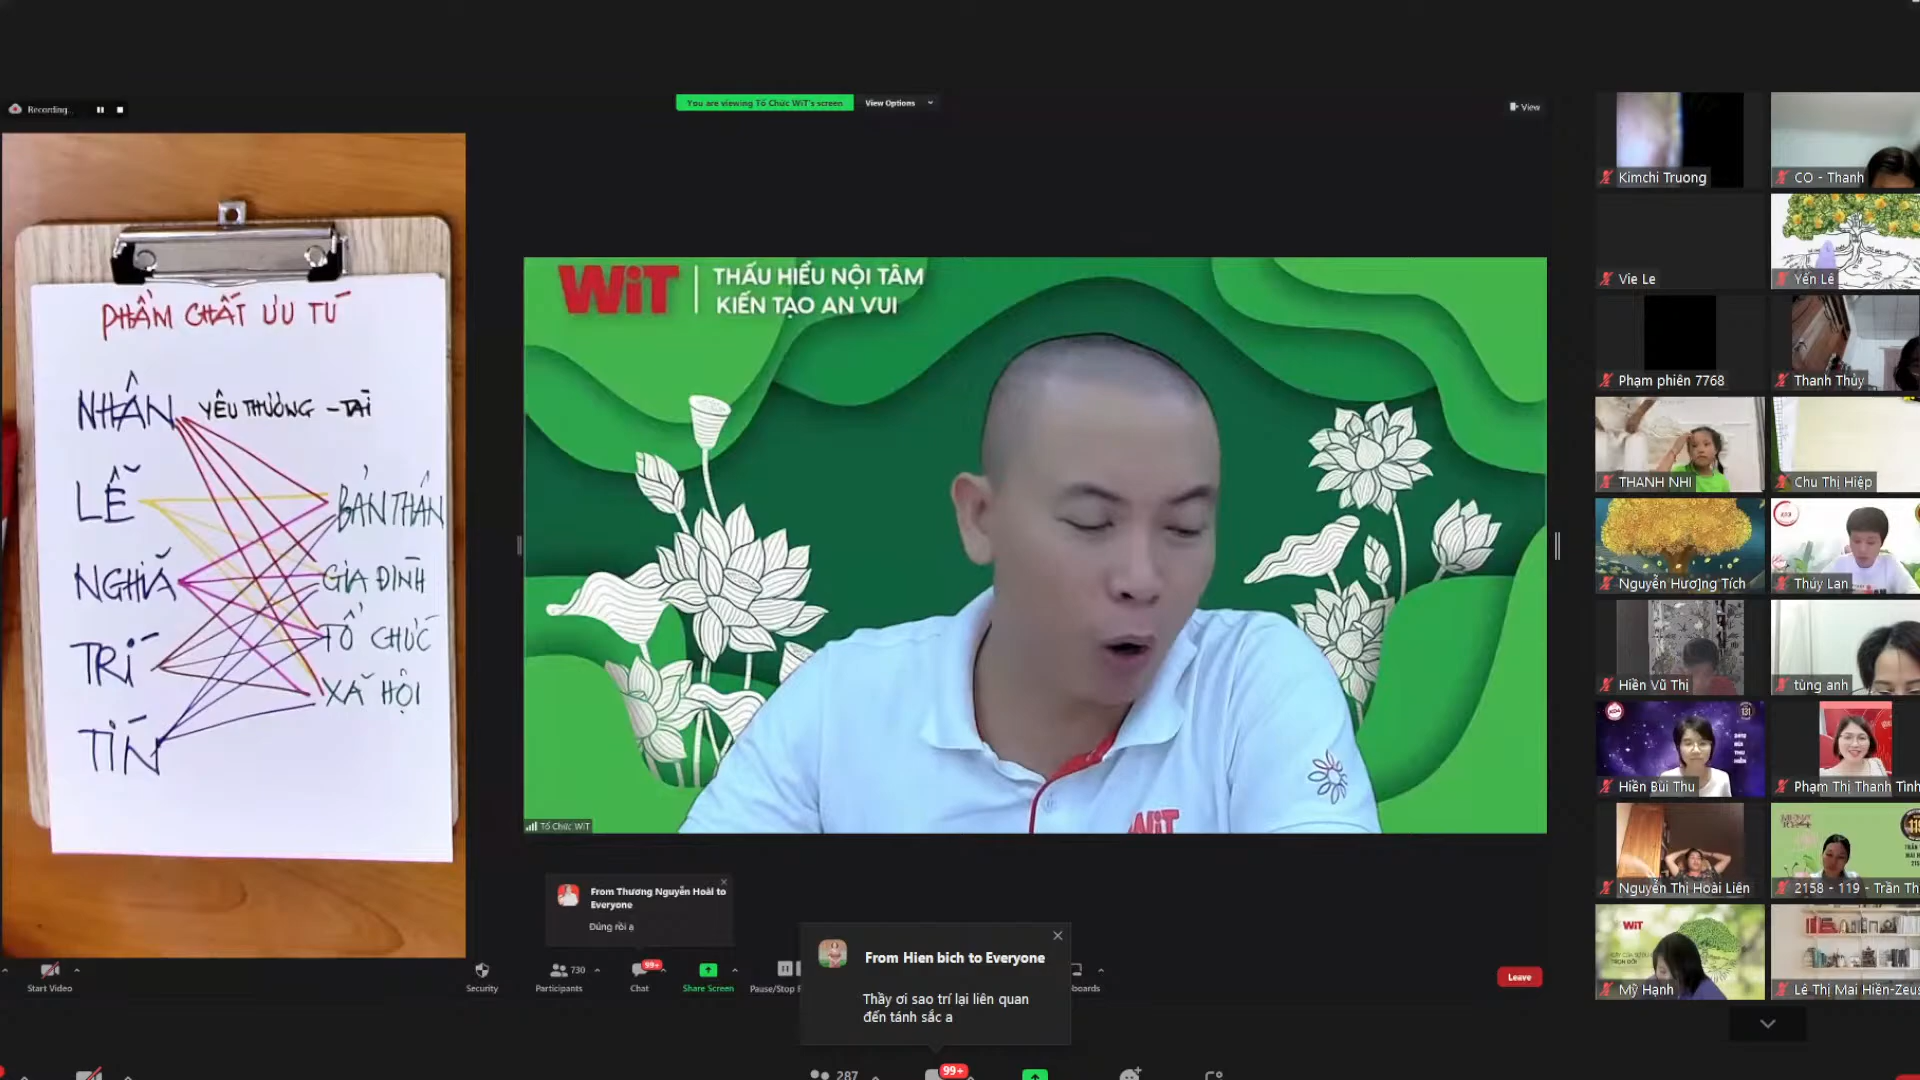 Recording...
You are viewing Tổ Chức WiT's screen
View Options
View
PHẨM CHẤT ƯU TÚ
NHÂN YÊU THƯƠNG - TÀI
LỄ
NGHĨA
TRÍ
TÍN
BẢN THÂN
GIA ĐÌNH
TỔ CHỨC
XÃ HỘI
WiT
THẤU HIỂU NỘI TÂM
KIẾN TẠO AN VUI
WiT
Tổ Chức WiT
From Thương Nguyễn Hoài to
Everyone
Đúng rồi ạ
From Hien bich to Everyone
Thầy ơi sao trí lại liên quan
đến tánh sắc a
Start Video
Security
730
Participants
99+
Chat
Share Screen
Pause/Stop
boards
Leave
287
99+
Kimchi Truong
CO - Thanh
Vie Le
Yến Lê
Phạm phiên 7768
Thanh Thủy
THANH NHI
Chu Thị Hiệp
Nguyễn Hươ]ng Tích
Thúy Lan
Hiền Vũ Thị
tùng anh
131
Hiền Bùi Thu
Phạm Thị Thanh Tình
Nguyễn Thị Hoài Liên
2158 - 119 - Trần Th
WiT
Mỹ Hạnh
Lê Thị Mai Hiền-Zeus